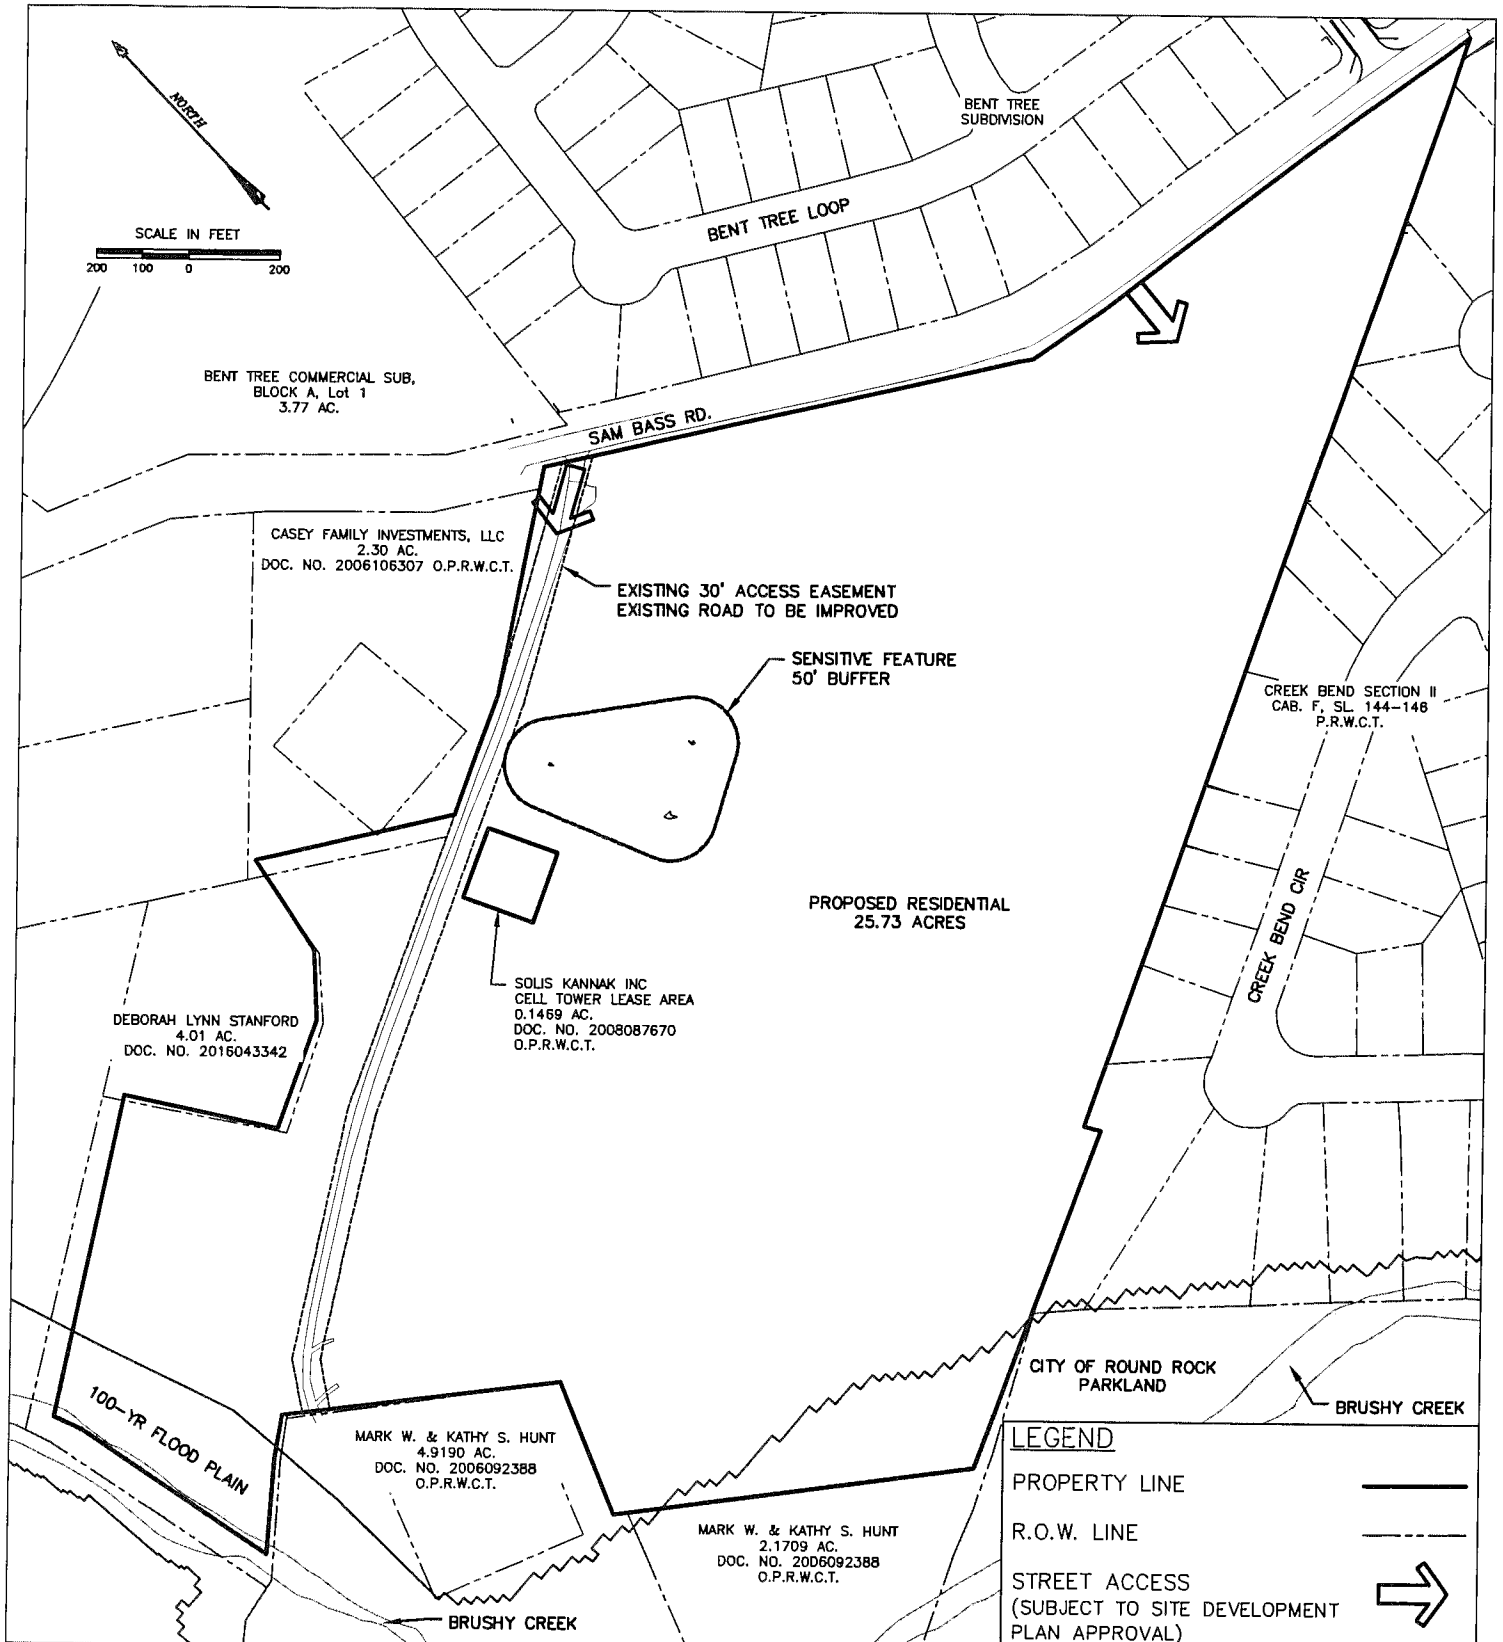 NORTH
SCALE IN FEET
200 100 0 200
BENT TREE
SUBDIVISION
BENT TREE LOOP
BENT TREE COMMERCIAL SUB,
BLOCK A, Lot 1
3.77 AC.
SAM BASS RD.
CASEY FAMILY INVESTMENTS, LLC
2.30 AC.
DOC. NO. 2006106307 O.P.R.W.C.T.
EXISTING 30' ACCESS EASEMENT
EXISTING ROAD TO BE IMPROVED
SENSITIVE FEATURE
50' BUFFER
CREEK BEND SECTION II
CAB. F, SL. 144-146
P.R.W.C.T.
PROPOSED RESIDENTIAL
25.73 ACRES
CREEK BEND CIR
SOLIS KANNAK INC
CELL TOWER LEASE AREA
0.1469 AC.
DOC. NO. 2008087670
O.P.R.W.C.T.
DEBORAH LYNN STANFORD
4.01 AC.
DOC. NO. 2016043342
100-YR FLOOD PLAIN
MARK W. & KATHY S. HUNT
4.9190 AC.
DOC. NO. 2006092388
O.P.R.W.C.T.
MARK W. & KATHY S. HUNT
2.1709 AC.
DOC. NO. 2006092388
O.P.R.W.C.T.
BRUSHY CREEK
CITY OF ROUND ROCK
PARKLAND
BRUSHY CREEK
LEGEND
PROPERTY LINE
R.O.W. LINE
STREET ACCESS
(SUBJECT TO SITE DEVELOPMENT
PLAN APPROVAL)